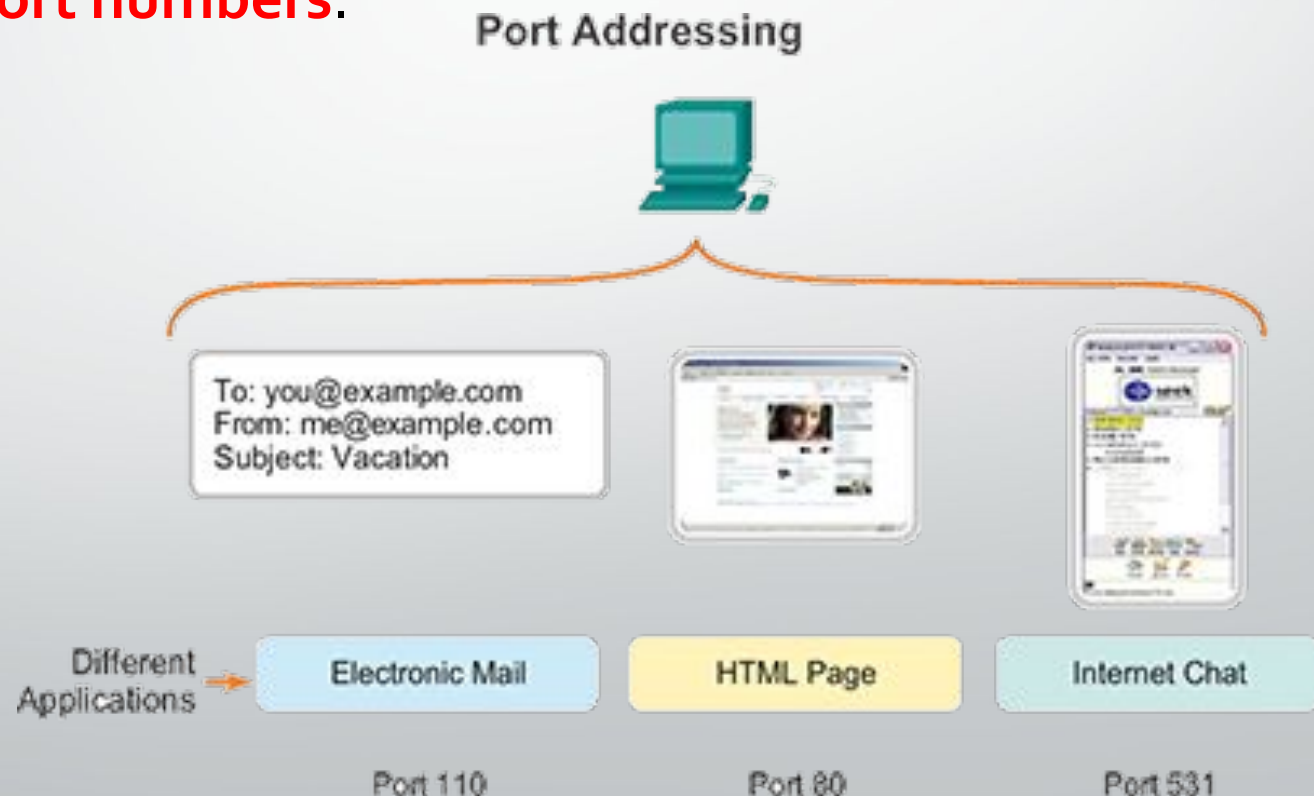 ort numbers.
Port Addressing
To: you@example.com
From: me@example.com
Subject: Vacation
Different
Applications
Electronic Mail
HTML Page
Internet Chat
Port 110
Port 80
Port 531